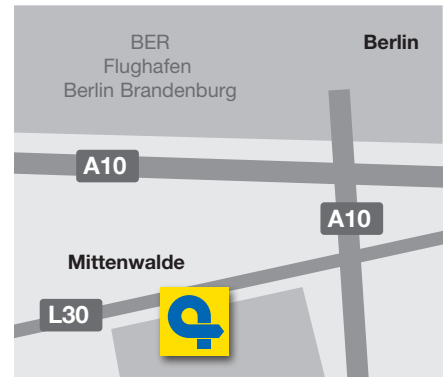 BER
Flughafen
Berlin Brandenburg
Berlin
A10
A10
Mittenwalde
L30